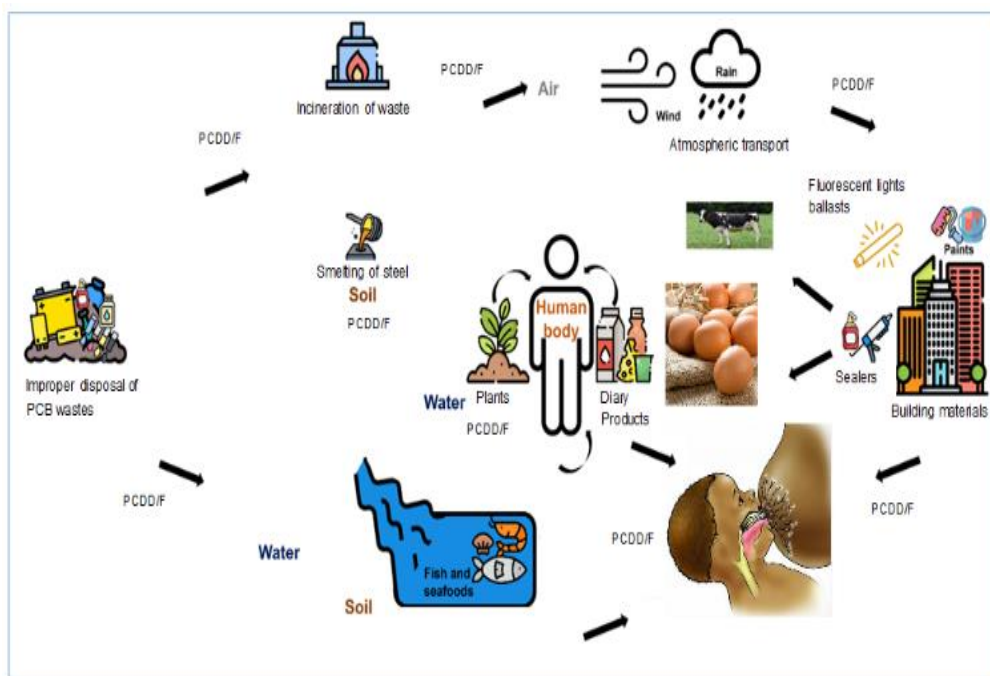 PCDD/F
Rain
Air
PCDD/F
Incineration of waste
Wind
Atmospheric transport
PCDD/F
Fluorescent lights
ballasts
Paints
Smelting of steel
Soil
PCDD/F
Human
body
Improper disposal of
PCB wastes
Sealers
Water
Plants
Diary
Products
Building materials
PCDD/F
PCDD/F
PCDD/F
PCDD/F
Water
Fish and
seafoods
Soil